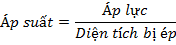 Áp suất = Áp lực / Diện tích bị ép